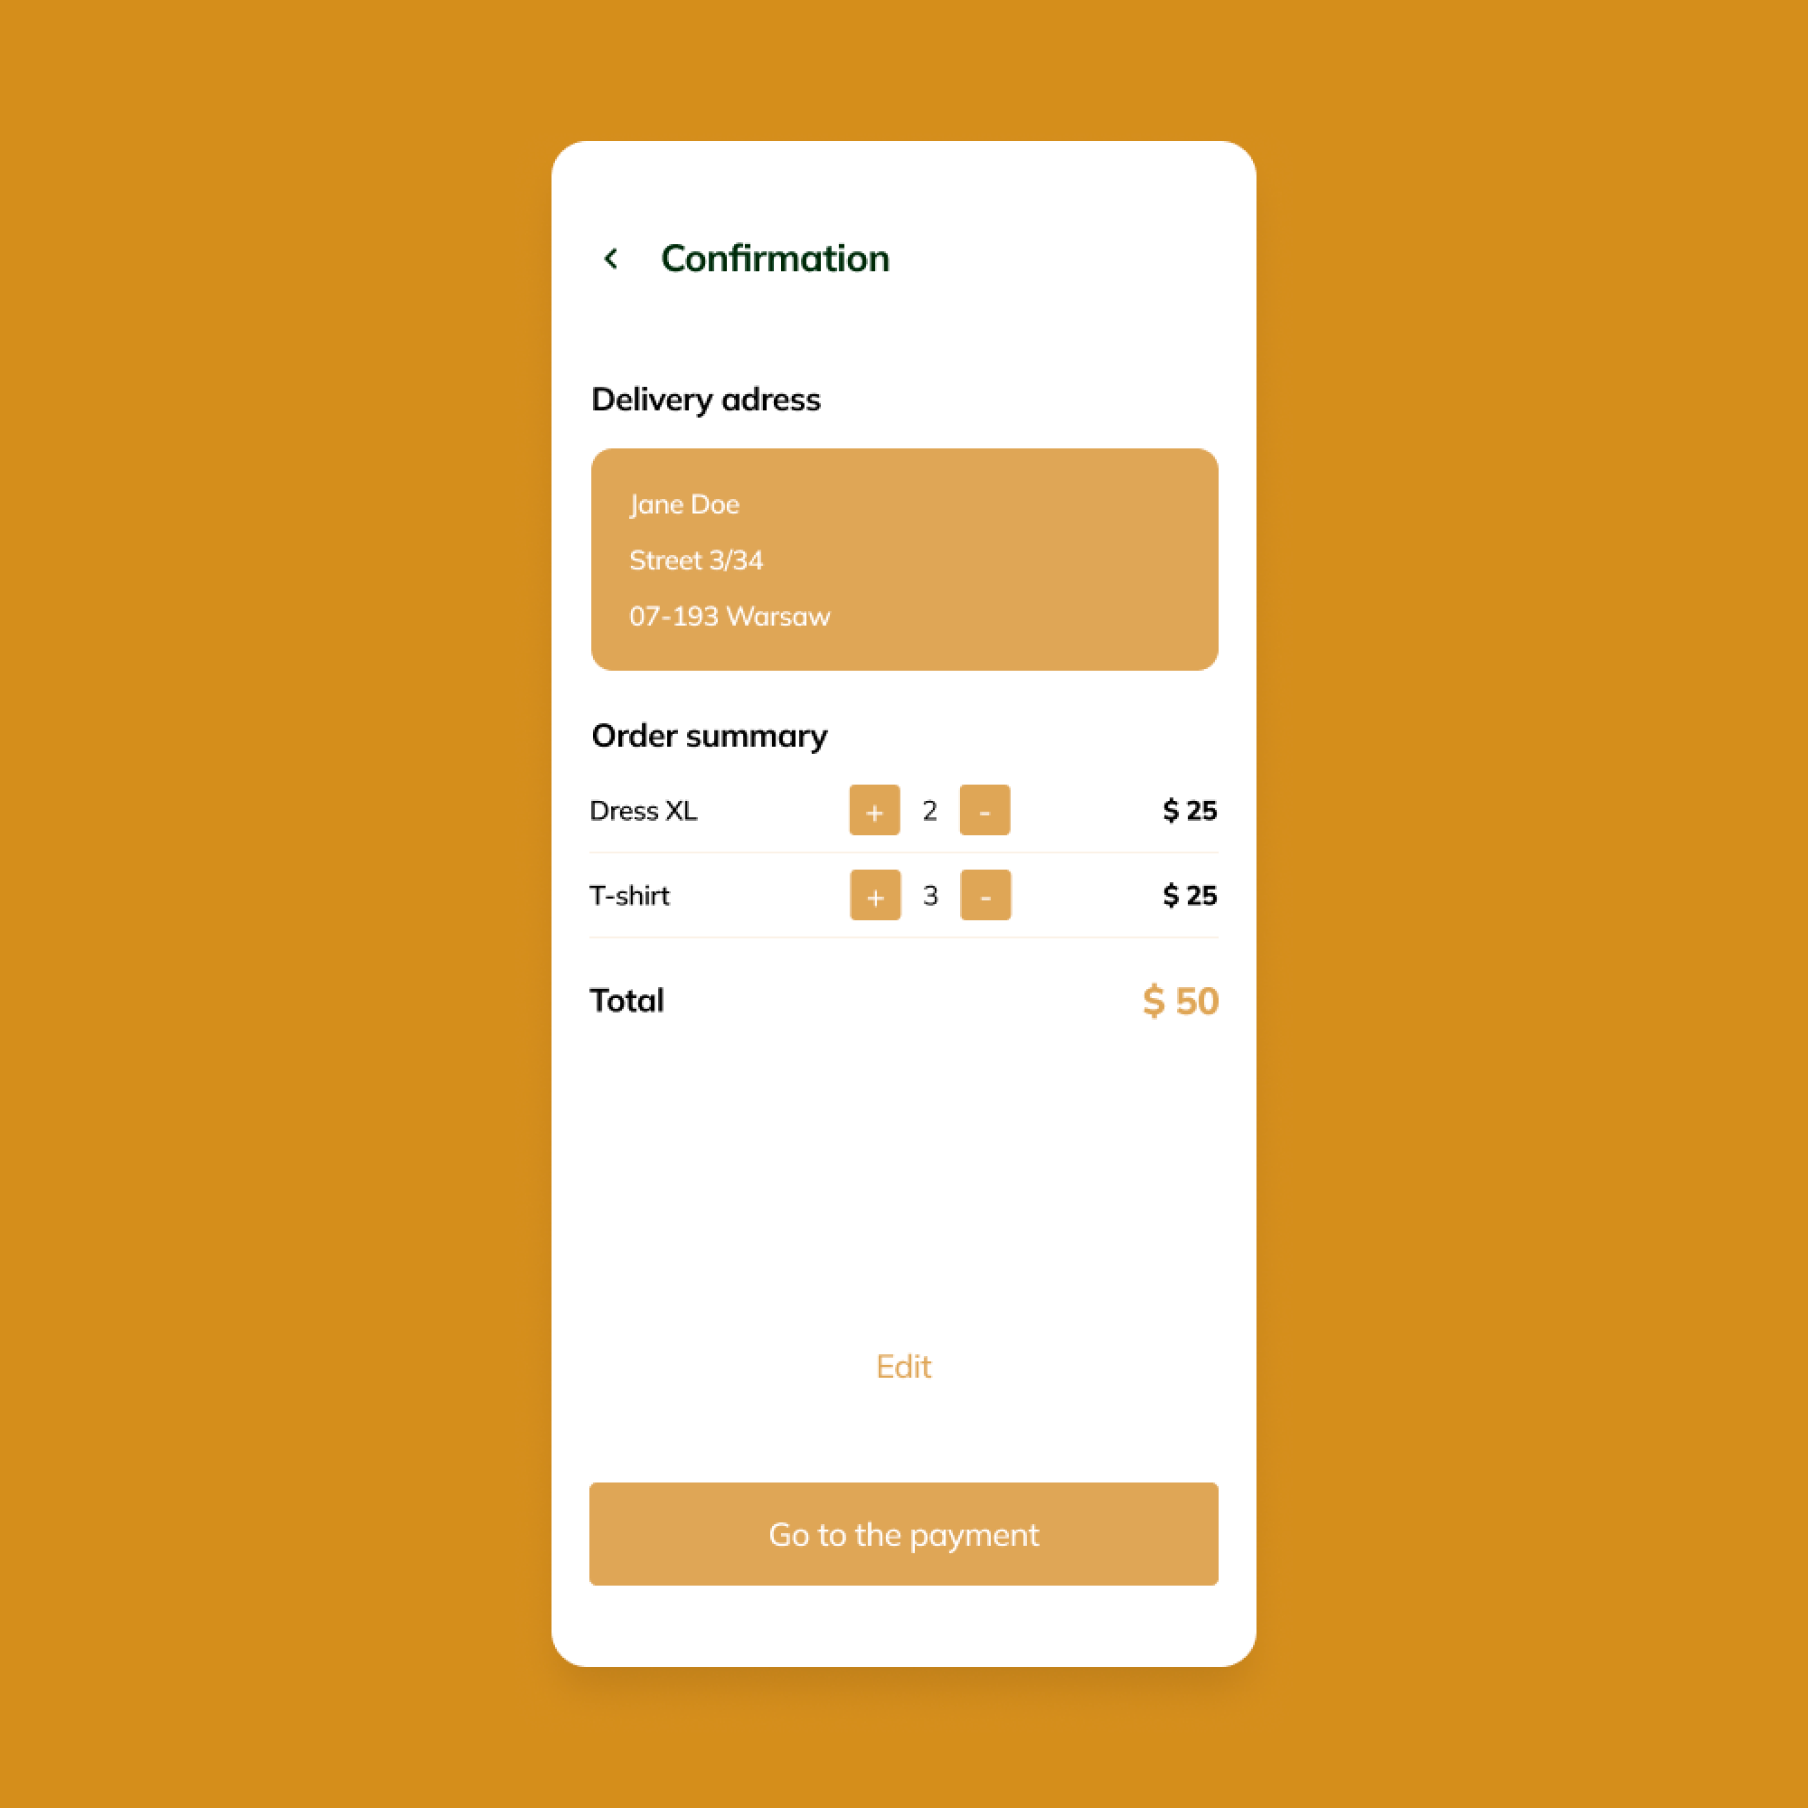 Confirmation
Delivery adress
Jane Doe
Street 3/34
07-193 Warsaw
Order summary
Dress XL + 2 - $ 25
T-shirt + 3 - $ 25
Total $ 50
Edit
Go to the payment